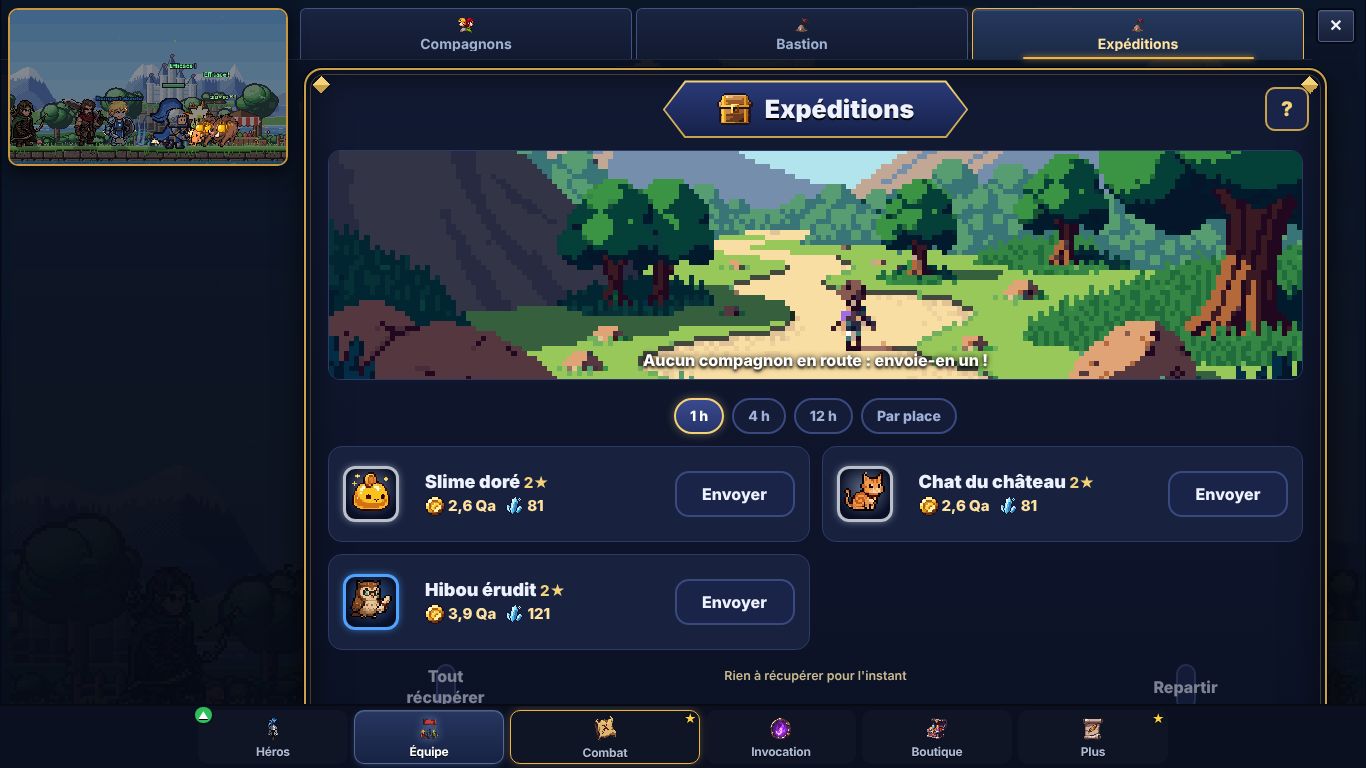 Compagnons
Bastion
Expéditions
Expéditions
?
Aucun compagnon en route : envoie-en un !
1 h
4 h
12 h
Par place
Slime doré 2★
2,6 Qa 81
Envoyer
Chat du château 2★
2,6 Qa 81
Envoyer
Hibou érudit 2★
3,9 Qa 121
Envoyer
Tout
récupérer
Rien à récupérer pour l'instant
Repartir
Héros
Équipe
Combat
Invocation
Boutique
Plus